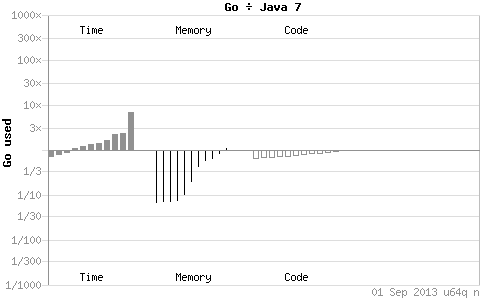 Go ÷ Java 7
1000×
Time Memory Code
300×
100×
30×
10×
3×
Go used
1/3
1/10
1/30
1/100
1/300
Time Memory Code
1/1000
01 Sep 2013 u64q n